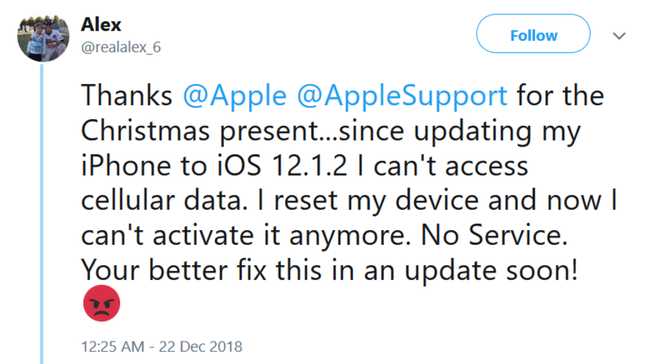 Alex
@realalex_6
Follow
Thanks @Apple @AppleSupport for the
Christmas present...since updating my
iPhone to iOS 12.1.2 I can't access
cellular data. I reset my device and now I
can't activate it anymore. No Service.
Your better fix this in an update soon!
😡
12:25 AM - 22 Dec 2018